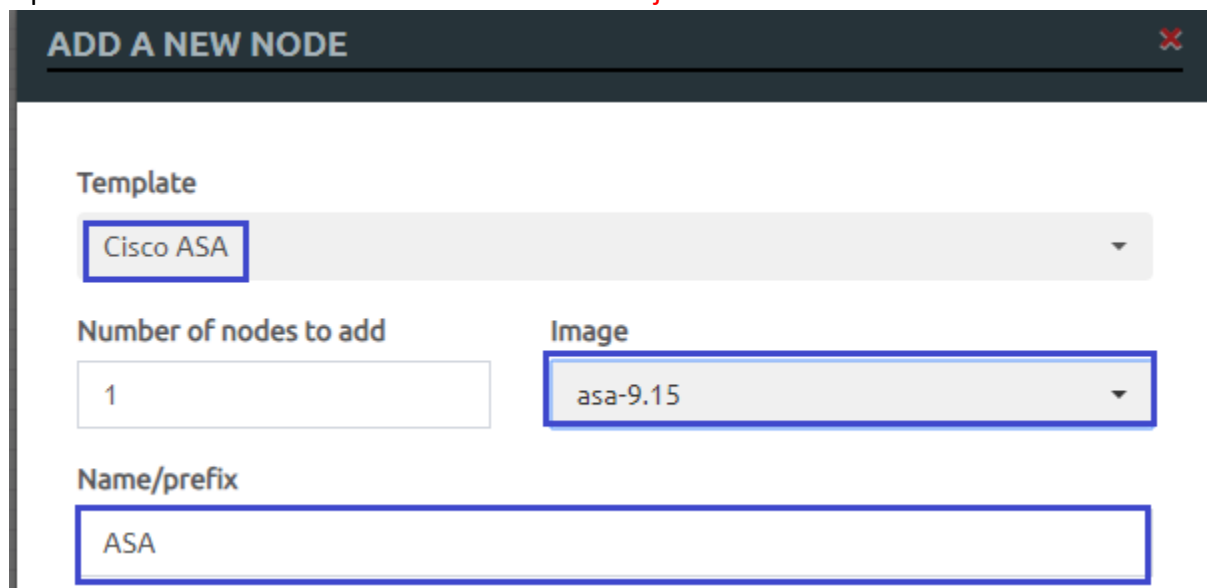 ADD A NEW NODE
Template
Cisco ASA
Number of nodes to add
Image
1
asa-9.15
Name/prefix
ASA